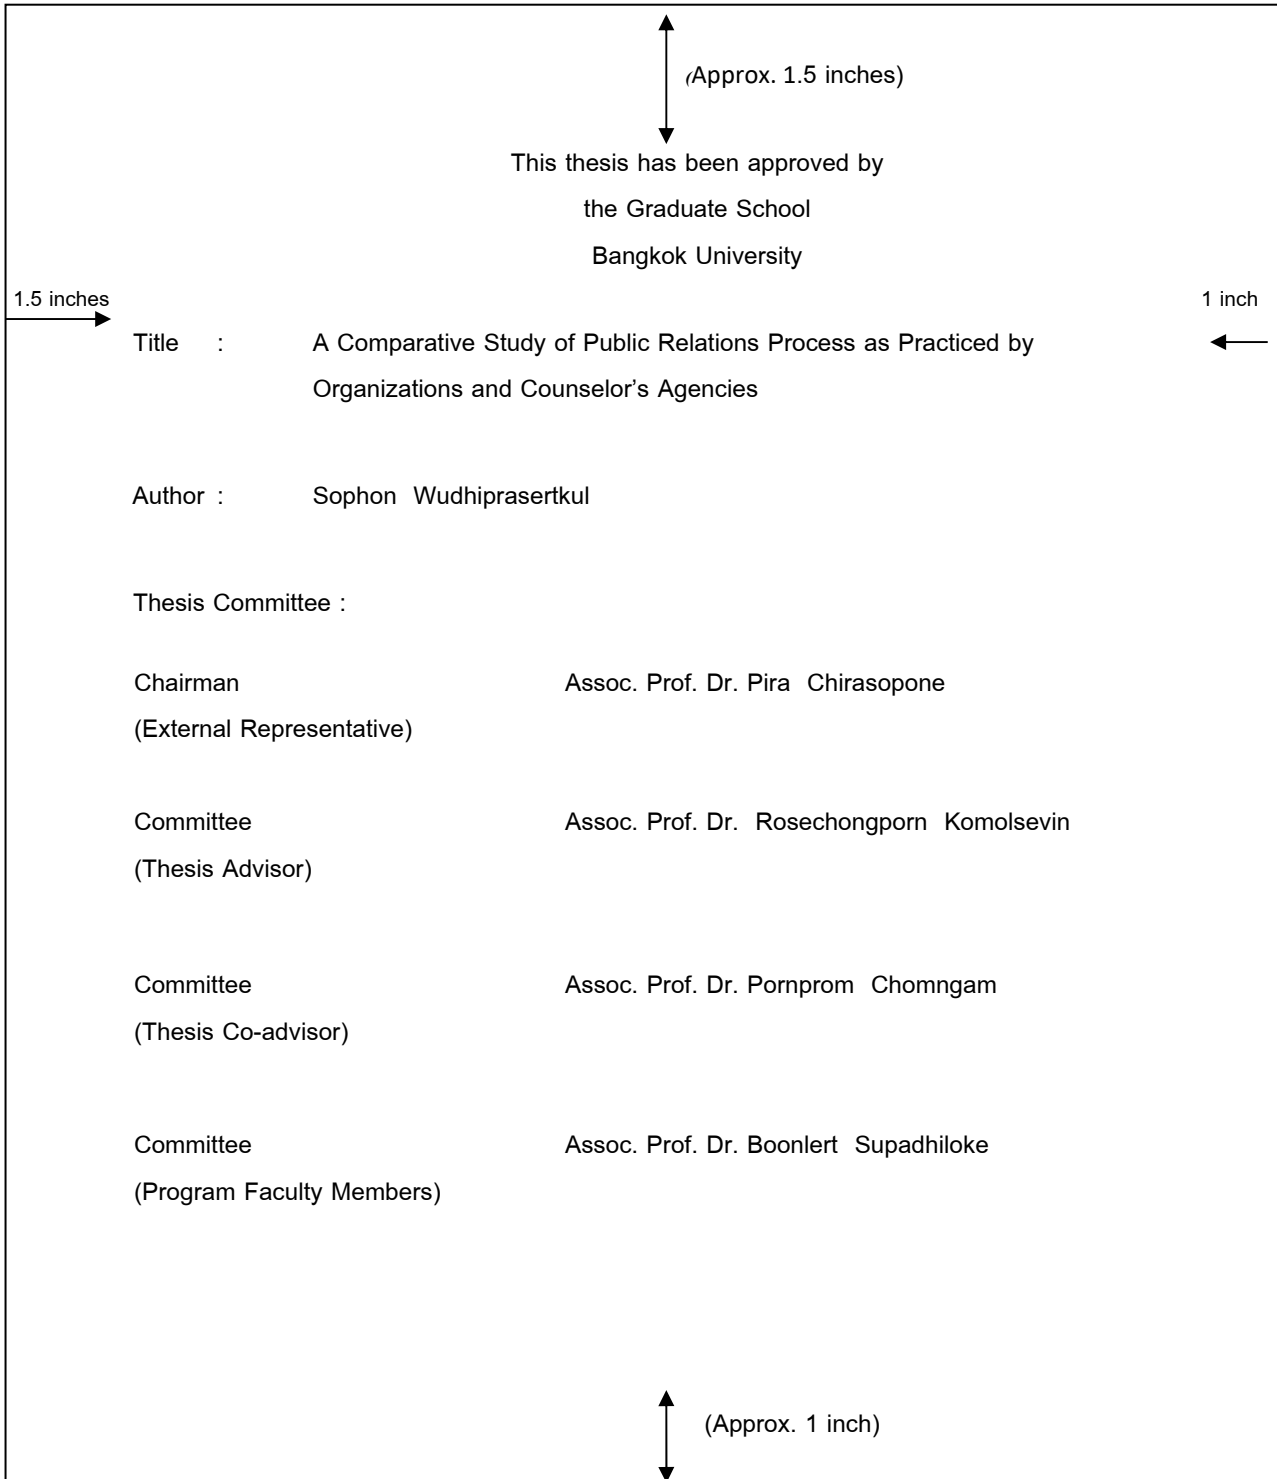 (Approx. 1.5 inches)
This thesis has been approved by
the Graduate School
Bangkok University
1.5 inches
1 inch
Title : A Comparative Study of Public Relations Process as Practiced by
Organizations and Counselor’s Agencies
Author : Sophon Wudhiprasertkul
Thesis Committee :
Chairman Assoc. Prof. Dr. Pira Chirasopone
(External Representative)
Committee Assoc. Prof. Dr. Rosechongporn Komolsevin
(Thesis Advisor)
Committee Assoc. Prof. Dr. Pornprom Chomngam
(Thesis Co-advisor)
Committee Assoc. Prof. Dr. Boonlert Supadhiloke
(Program Faculty Members)
(Approx. 1 inch)